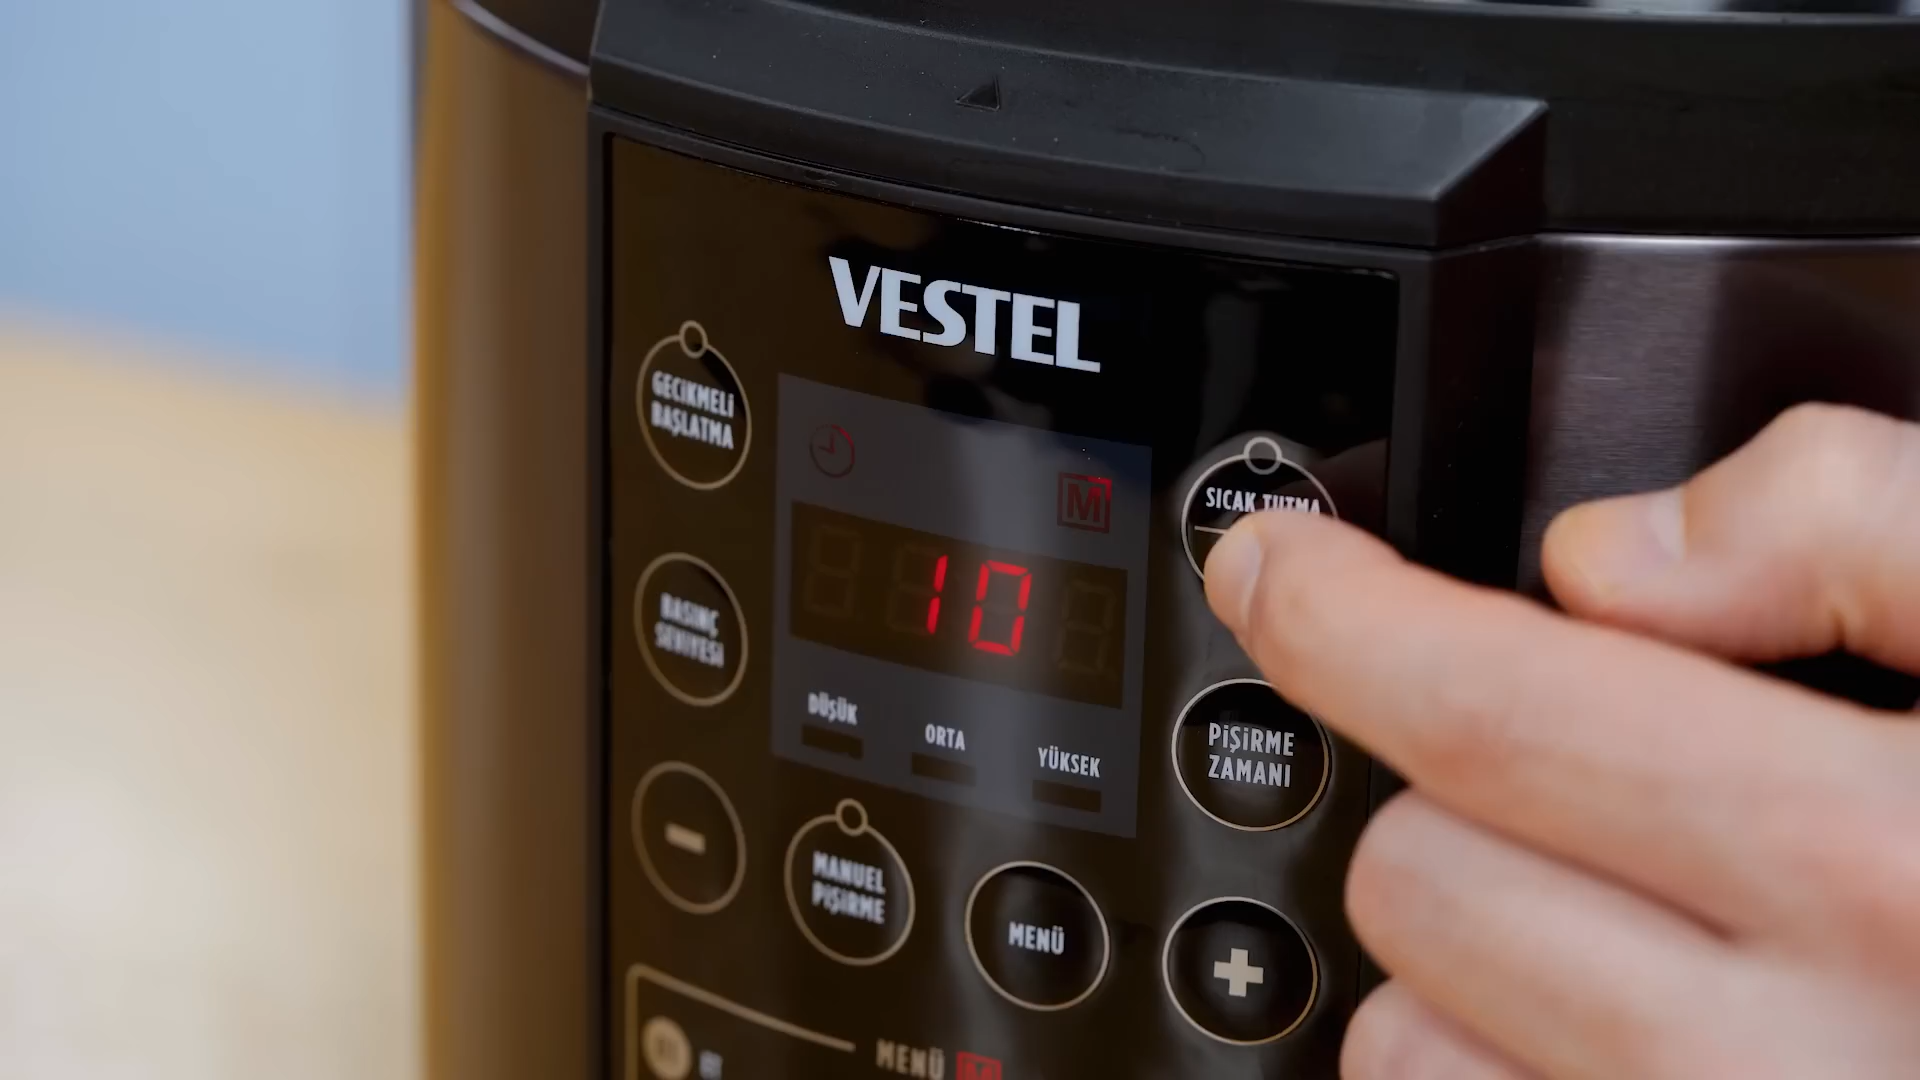 VESTEL
GECİKMELİ
BAŞLATMA
M
SICAK TUTMA
10
BASINÇ
SEVİYESİ
DÜŞÜK
ORTA
YÜKSEK
PİŞİRME
ZAMANI
MANUEL
PİŞİRME
MENÜ
MENÜ M